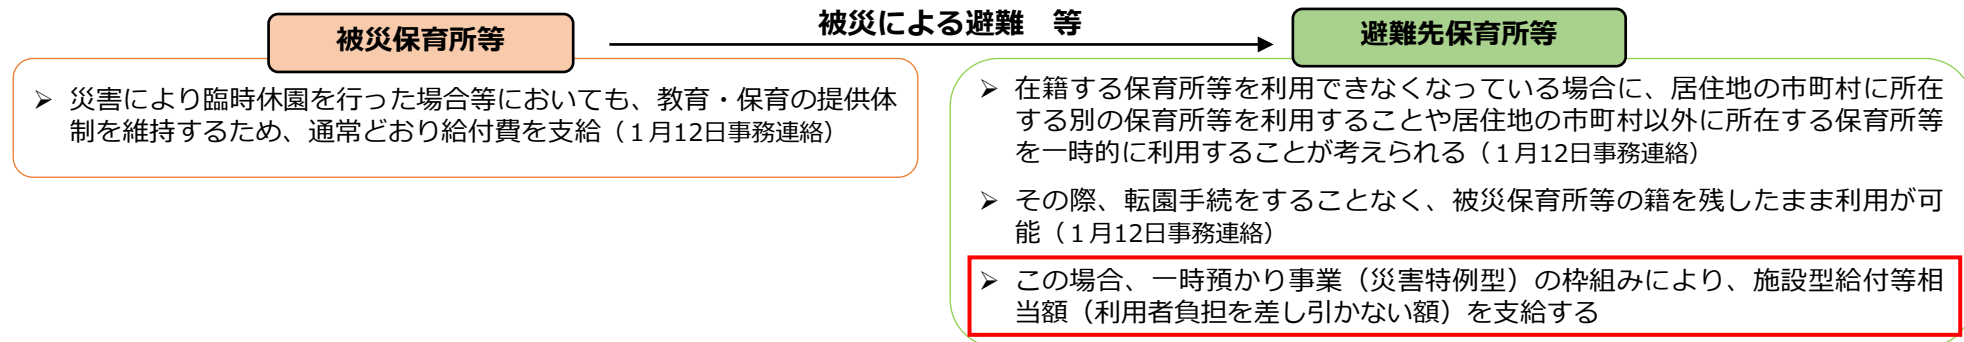 被災保育所等
被災による避難　等
避難先保育所等
➢ 災害により臨時休園を行った場合等においても、教育・保育の提供体
制を維持するため、通常どおり給付費を支給（１月12日事務連絡）
➢ 在籍する保育所等を利用できなくなっている場合に、居住地の市町村に所在
する別の保育所等を利用することや居住地の市町村以外に所在する保育所等
を一時的に利用することが考えられる（１月12日事務連絡）
➢ その際、転園手続をすることなく、被災保育所等の籍を残したまま利用が可
能（１月12日事務連絡）
➢ この場合、一時預かり事業（災害特例型）の枠組みにより、施設型給付等相
当額（利用者負担を差し引かない額）を支給する